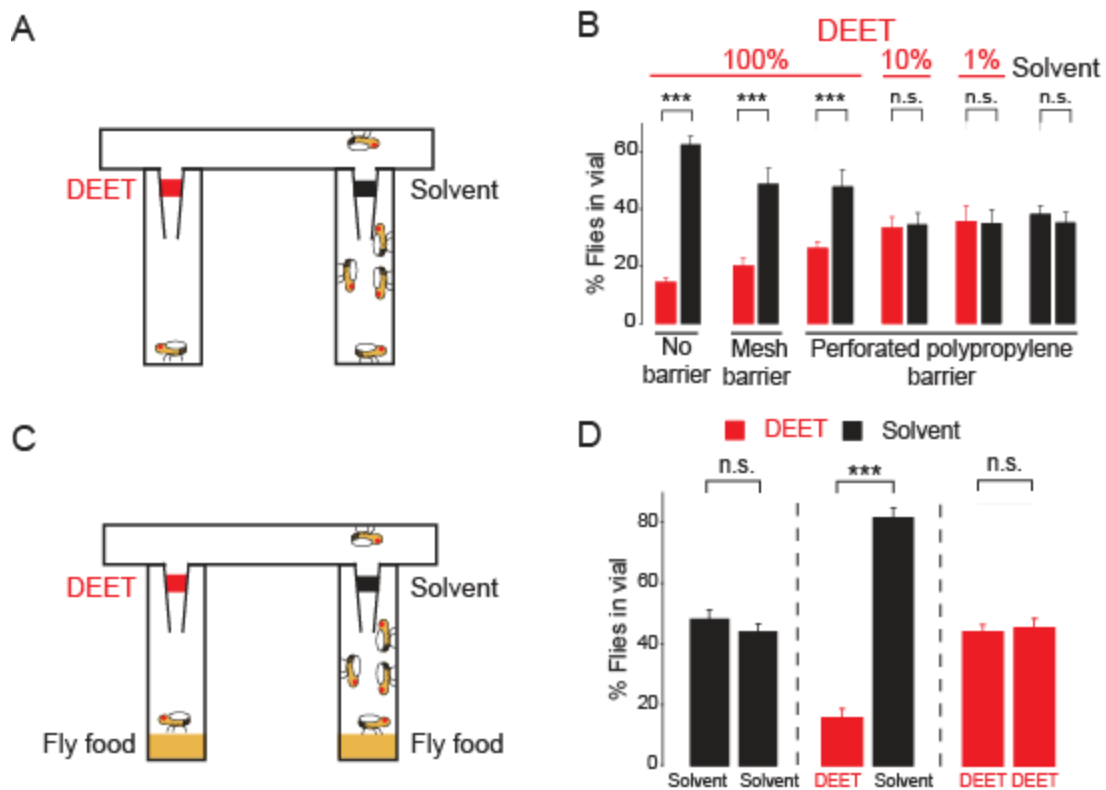 A
DEET
Solvent
B
DEET
100%
10%
1%
Solvent
***
***
***
n.s.
n.s.
n.s.
% Flies in vial
60
40
20
0
No
barrier
Mesh
barrier
Perforated polypropylene
barrier
C
DEET
Solvent
Fly food
Fly food
D
DEET
Solvent
n.s.
***
n.s.
% Flies in vial
80
60
40
20
0
Solvent
Solvent
DEET
Solvent
DEET
DEET